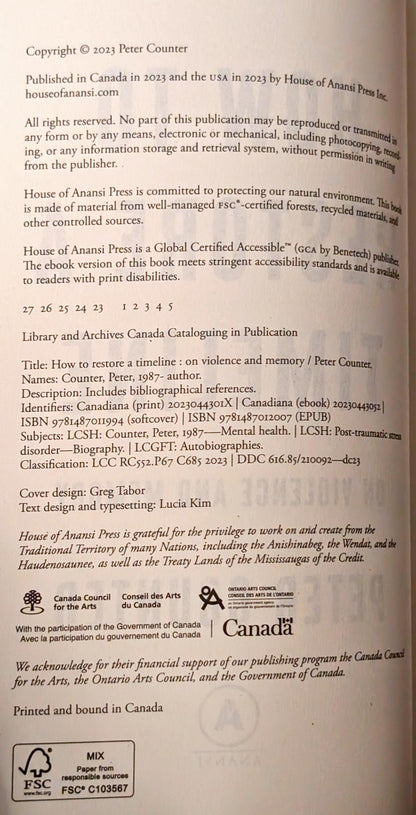 Copyright © 2023 Peter Counter
Published in Canada in 2023 and the USA in 2023 by House of Anansi Press Inc.
houseofanansi.com
All rights reserved. No part of this publication may be reproduced or transmitted in
any form or by any means, electronic or mechanical, including photocopying, record-
ing, or any information storage and retrieval system, without permission in writing
from the publisher.
House of Anansi Press is committed to protecting our natural environment. This book
is made of material from well-managed FSC®-certified forests, recycled materials, and
other controlled sources.
House of Anansi Press is a Global Certified Accessible™ (GCA by Benetech) publisher.
The ebook version of this book meets stringent accessibility standards and is available
to readers with print disabilities.
27 26 25 24 23 1 2 3 4 5
Library and Archives Canada Cataloguing in Publication
Title: How to restore a timeline : on violence and memory / Peter Counter.
Names: Counter, Peter, 1987- author.
Description: Includes bibliographical references.
Identifiers: Canadiana (print) 2023044301X | Canadiana (ebook) 20230443052 |
ISBN 9781487011994 (softcover) | ISBN 9781487012007 (EPUB)
Subjects: LCSH: Counter, Peter, 1987-—Mental health. | LCSH: Post-traumatic stress
disorder—Biography. | LCGFT: Autobiographies.
Classification: LCC RC552.P67 C685 2023 | DDC 616.85/210092—dc23
Cover design: Greg Tabor
Text design and typesetting: Lucia Kim
House of Anansi Press is grateful for the privilege to work on and create from the
Traditional Territory of many Nations, including the Anishinabeg, the Wendat, and the
Haudenosaunee, as well as the Treaty Lands of the Mississaugas of the Credit.
Canada Council for the Arts
Conseil des Arts du Canada
ONTARIO ARTS COUNCIL
CONSEIL DES ARTS DE L'ONTARIO
an Ontario government agency
un organisme du gouvernement de l'Ontario
With the participation of the Government of Canada
Avec la participation du gouvernement du Canada
Canada
We acknowledge for their financial support of our publishing program the Canada Council
for the Arts, the Ontario Arts Council, and the Government of Canada.
Printed and bound in Canada
FSC
www.fsc.org
MIX
Paper from
responsible sources
FSC® C103567